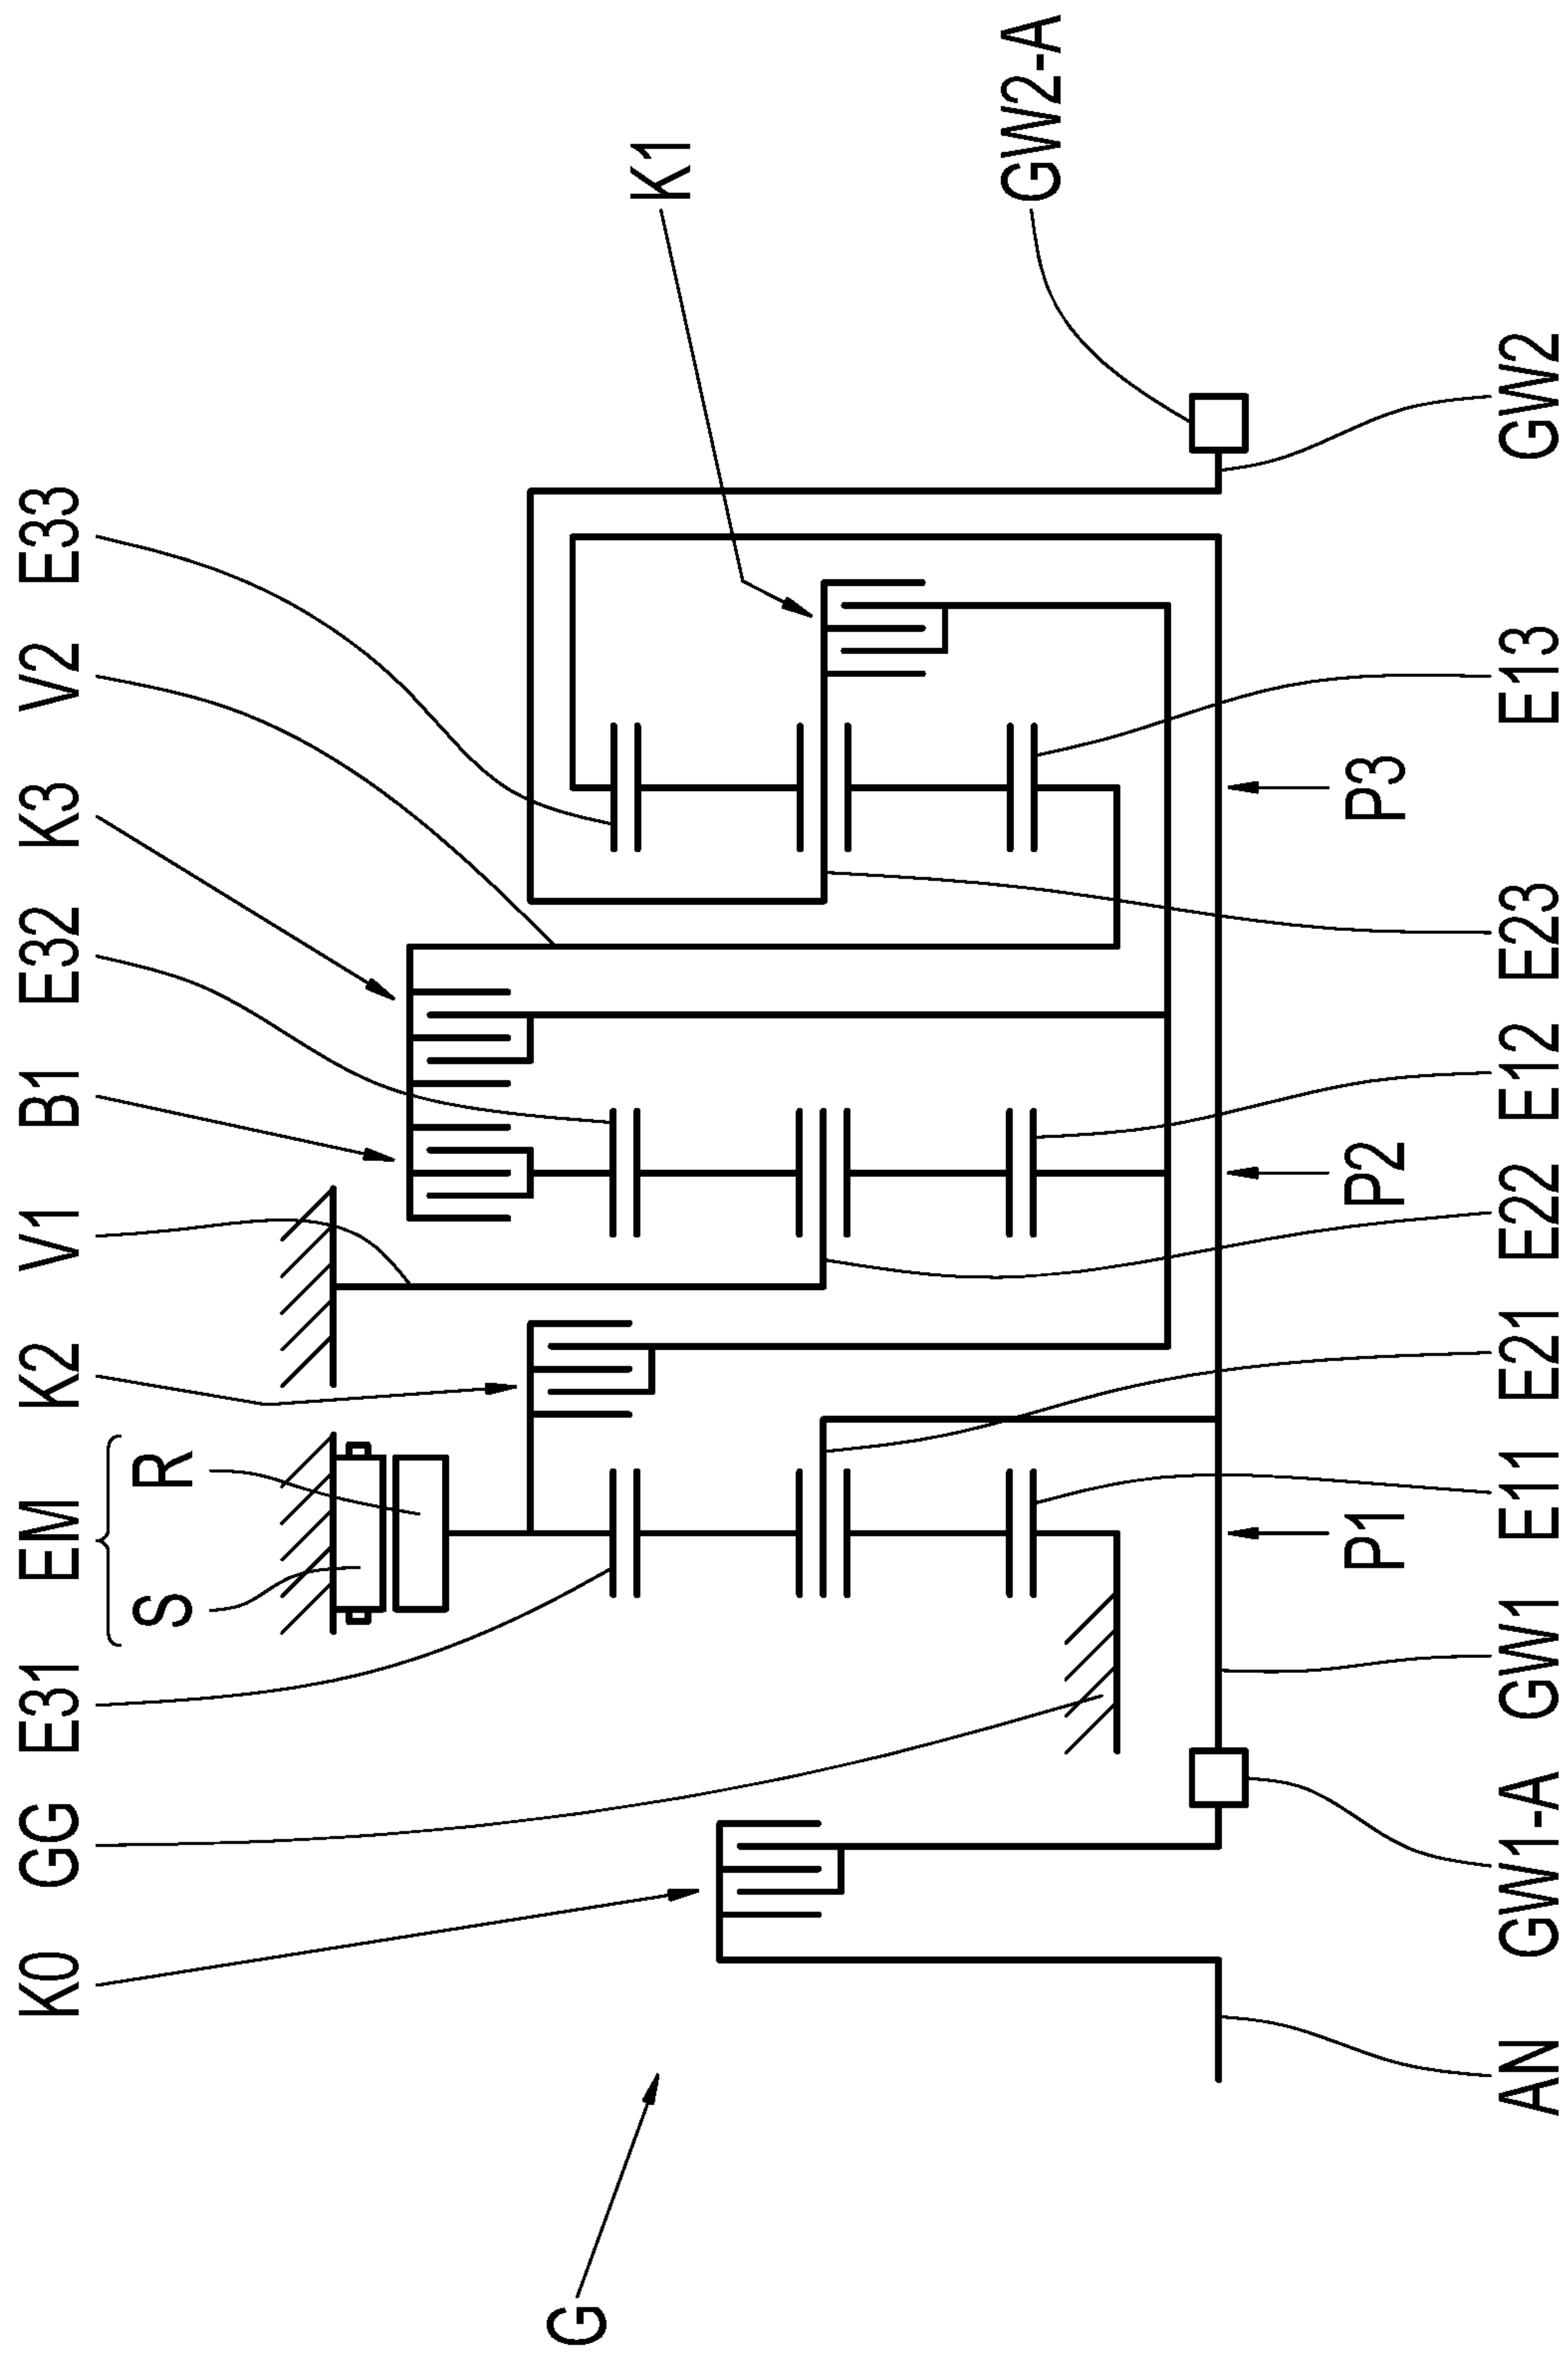 K0 GG E31 EM K2 V1 B1 E32 K3 V2 E33
S R
K1
G
GW2-A
P1 P2 P3
AN GW1-A GW1 E11 E21 E22 E12 E23 E13 GW2